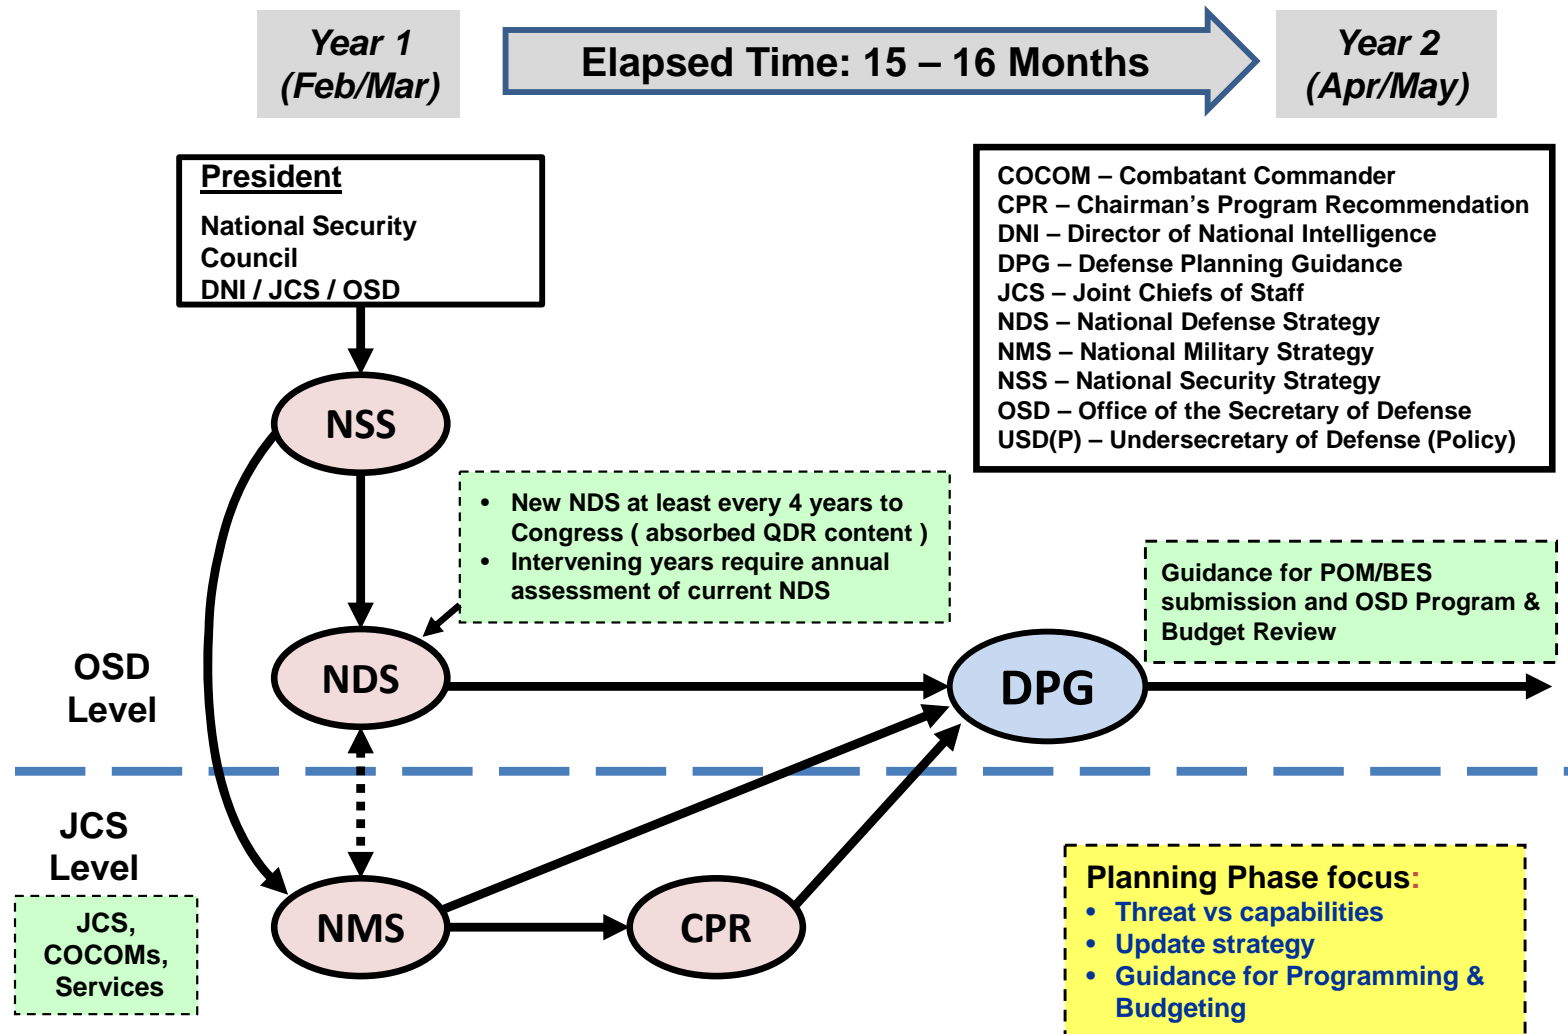 Year 1
(Feb/Mar)
Elapsed Time: 15 – 16 Months
Year 2
(Apr/May)
President
National Security
Council
DNI / JCS / OSD
COCOM – Combatant Commander
CPR – Chairman’s Program Recommendation
DNI – Director of National Intelligence
DPG – Defense Planning Guidance
JCS – Joint Chiefs of Staff
NDS – National Defense Strategy
NMS – National Military Strategy
NSS – National Security Strategy
OSD – Office of the Secretary of Defense
USD(P) – Undersecretary of Defense (Policy)
NSS
• New NDS at least every 4 years to
Congress ( absorbed QDR content )
• Intervening years require annual
assessment of current NDS
Guidance for POM/BES
submission and OSD Program &
Budget Review
OSD
Level
NDS
DPG
JCS
Level
JCS,
COCOMs,
Services
NMS
CPR
Planning Phase focus:
• Threat vs capabilities
• Update strategy
• Guidance for Programming &
Budgeting